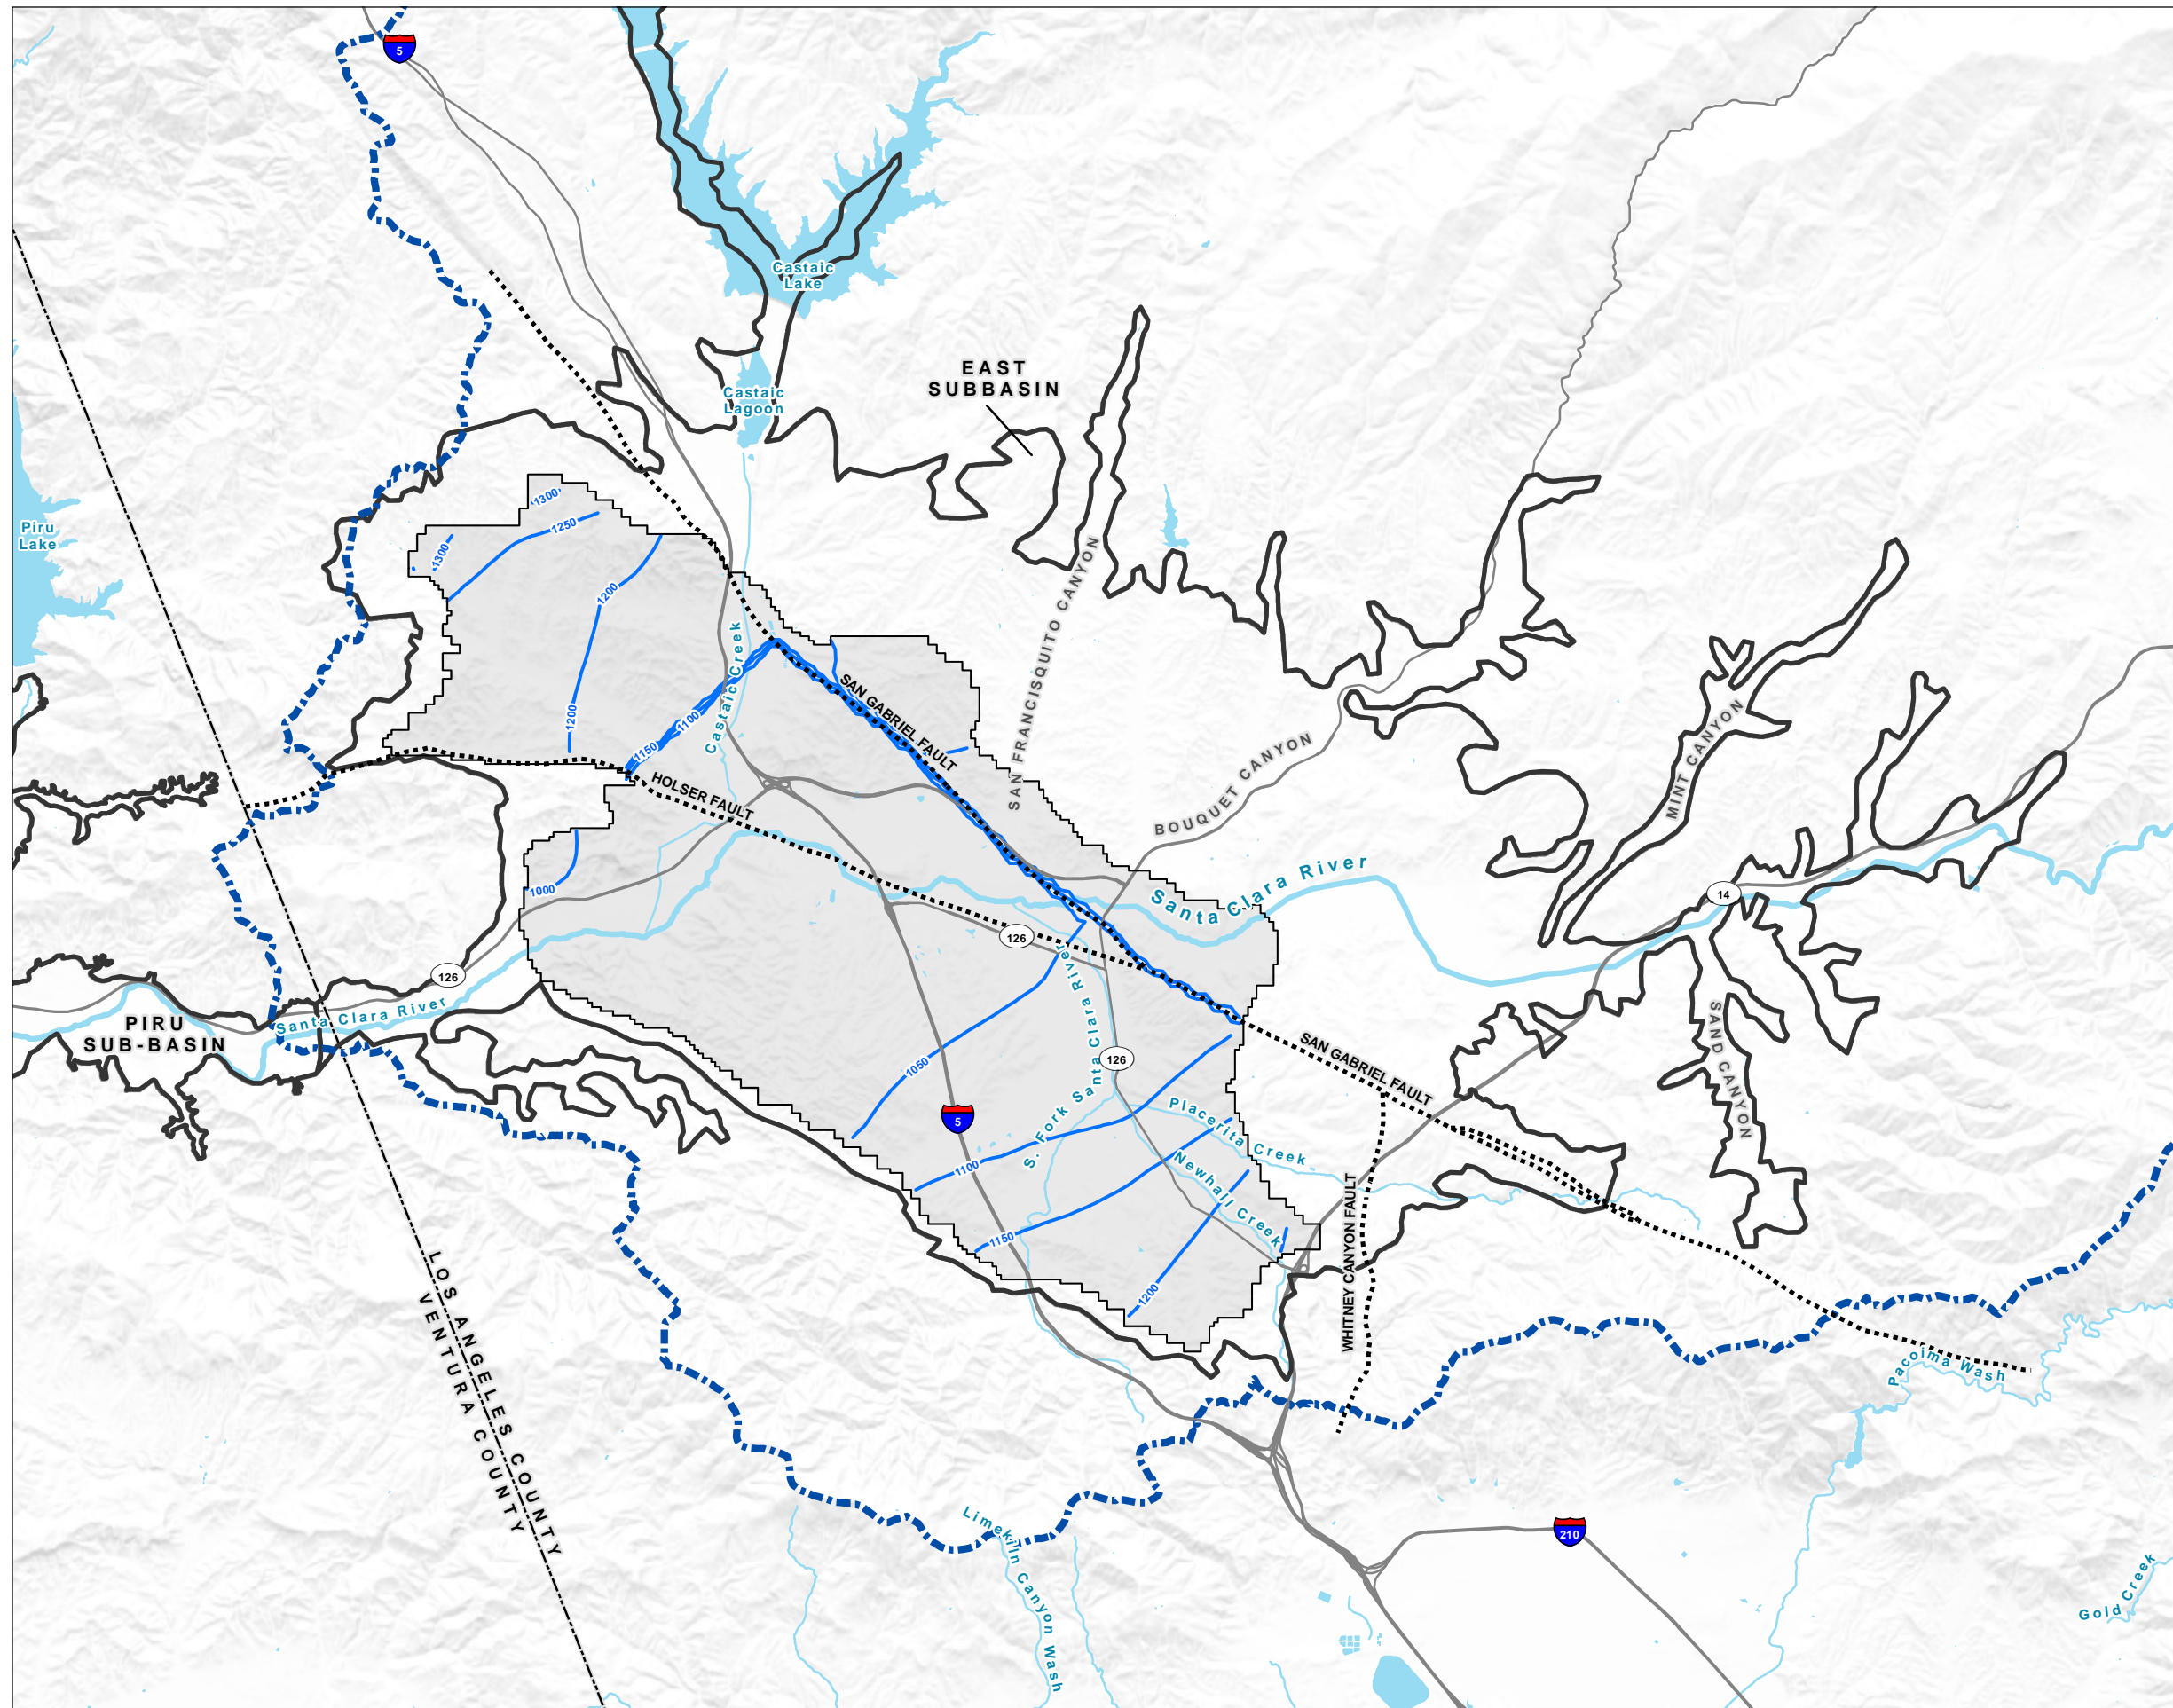 5
Castaic
Lake
EAST
SUBBASIN
Castaic
Lagoon
Piru
Lake
1300
1250
1300
1200
1200
Castaic Creek
1100
1150
SAN GABRIEL FAULT
HOLSER FAULT
SAN FRANCISQUITO CANYON
BOUQUET CANYON
MINT CANYON
1000
Santa Clara River
14
126
126
Santa Clara River
PIRU
SUB-BASIN
S. Fork Santa Clara River
126
1050
SAN GABRIEL FAULT
SAND CANYON
5
Placerita Creek
Newhall Creek
1100
1150
1200
WHITNEY CANYON FAULT
LOS ANGELES COUNTY
VENTURA COUNTY
Pacoima Wash
Limekiln Canyon Wash
210
Gold Creek